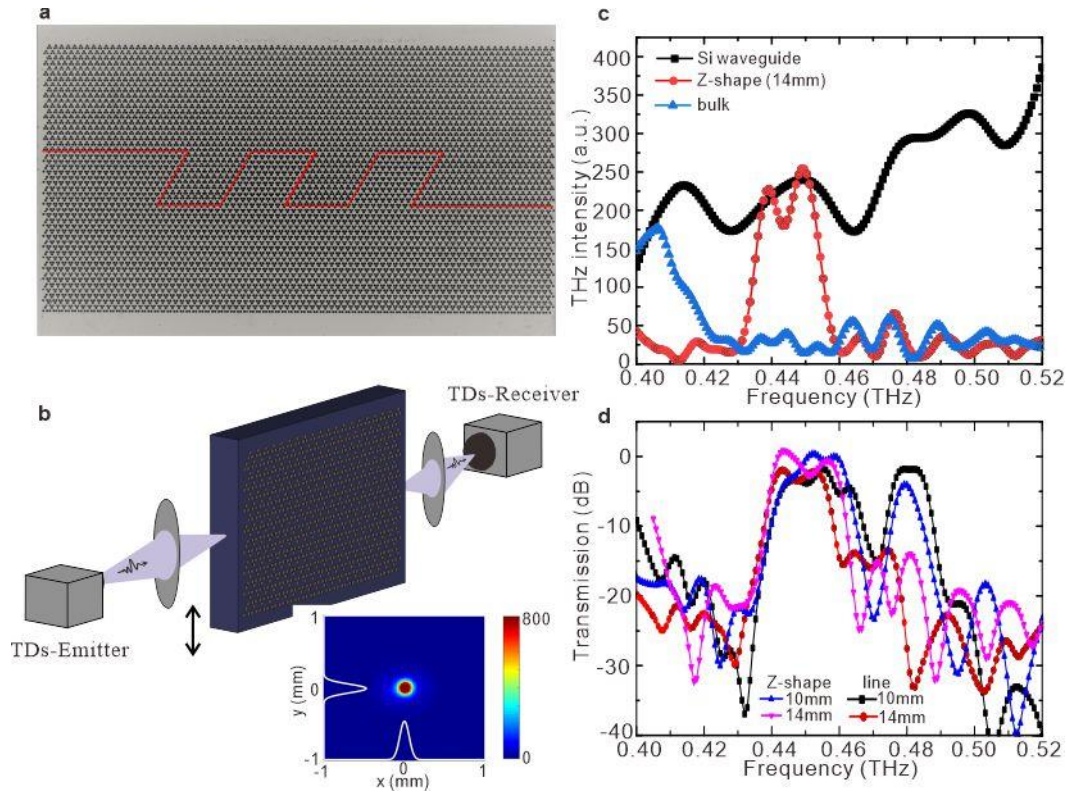 a
b
TDs-Receiver
TDs-Emitter
1
0
-1
y (mm)
-1
0
1
x (mm)
800
0
c
Si waveguide
Z-shape (14mm)
bulk
400
350
300
250
200
150
100
50
0
THz intensity (a.u.)
0.40 0.42 0.44 0.46 0.48 0.50 0.52
Frequency (THz)
d
0
-10
-20
-30
-40
Transmission (dB)
Z-shape line
10mm 10mm
14mm 14mm
0.40 0.42 0.44 0.46 0.48 0.50 0.52
Frequency (THz)